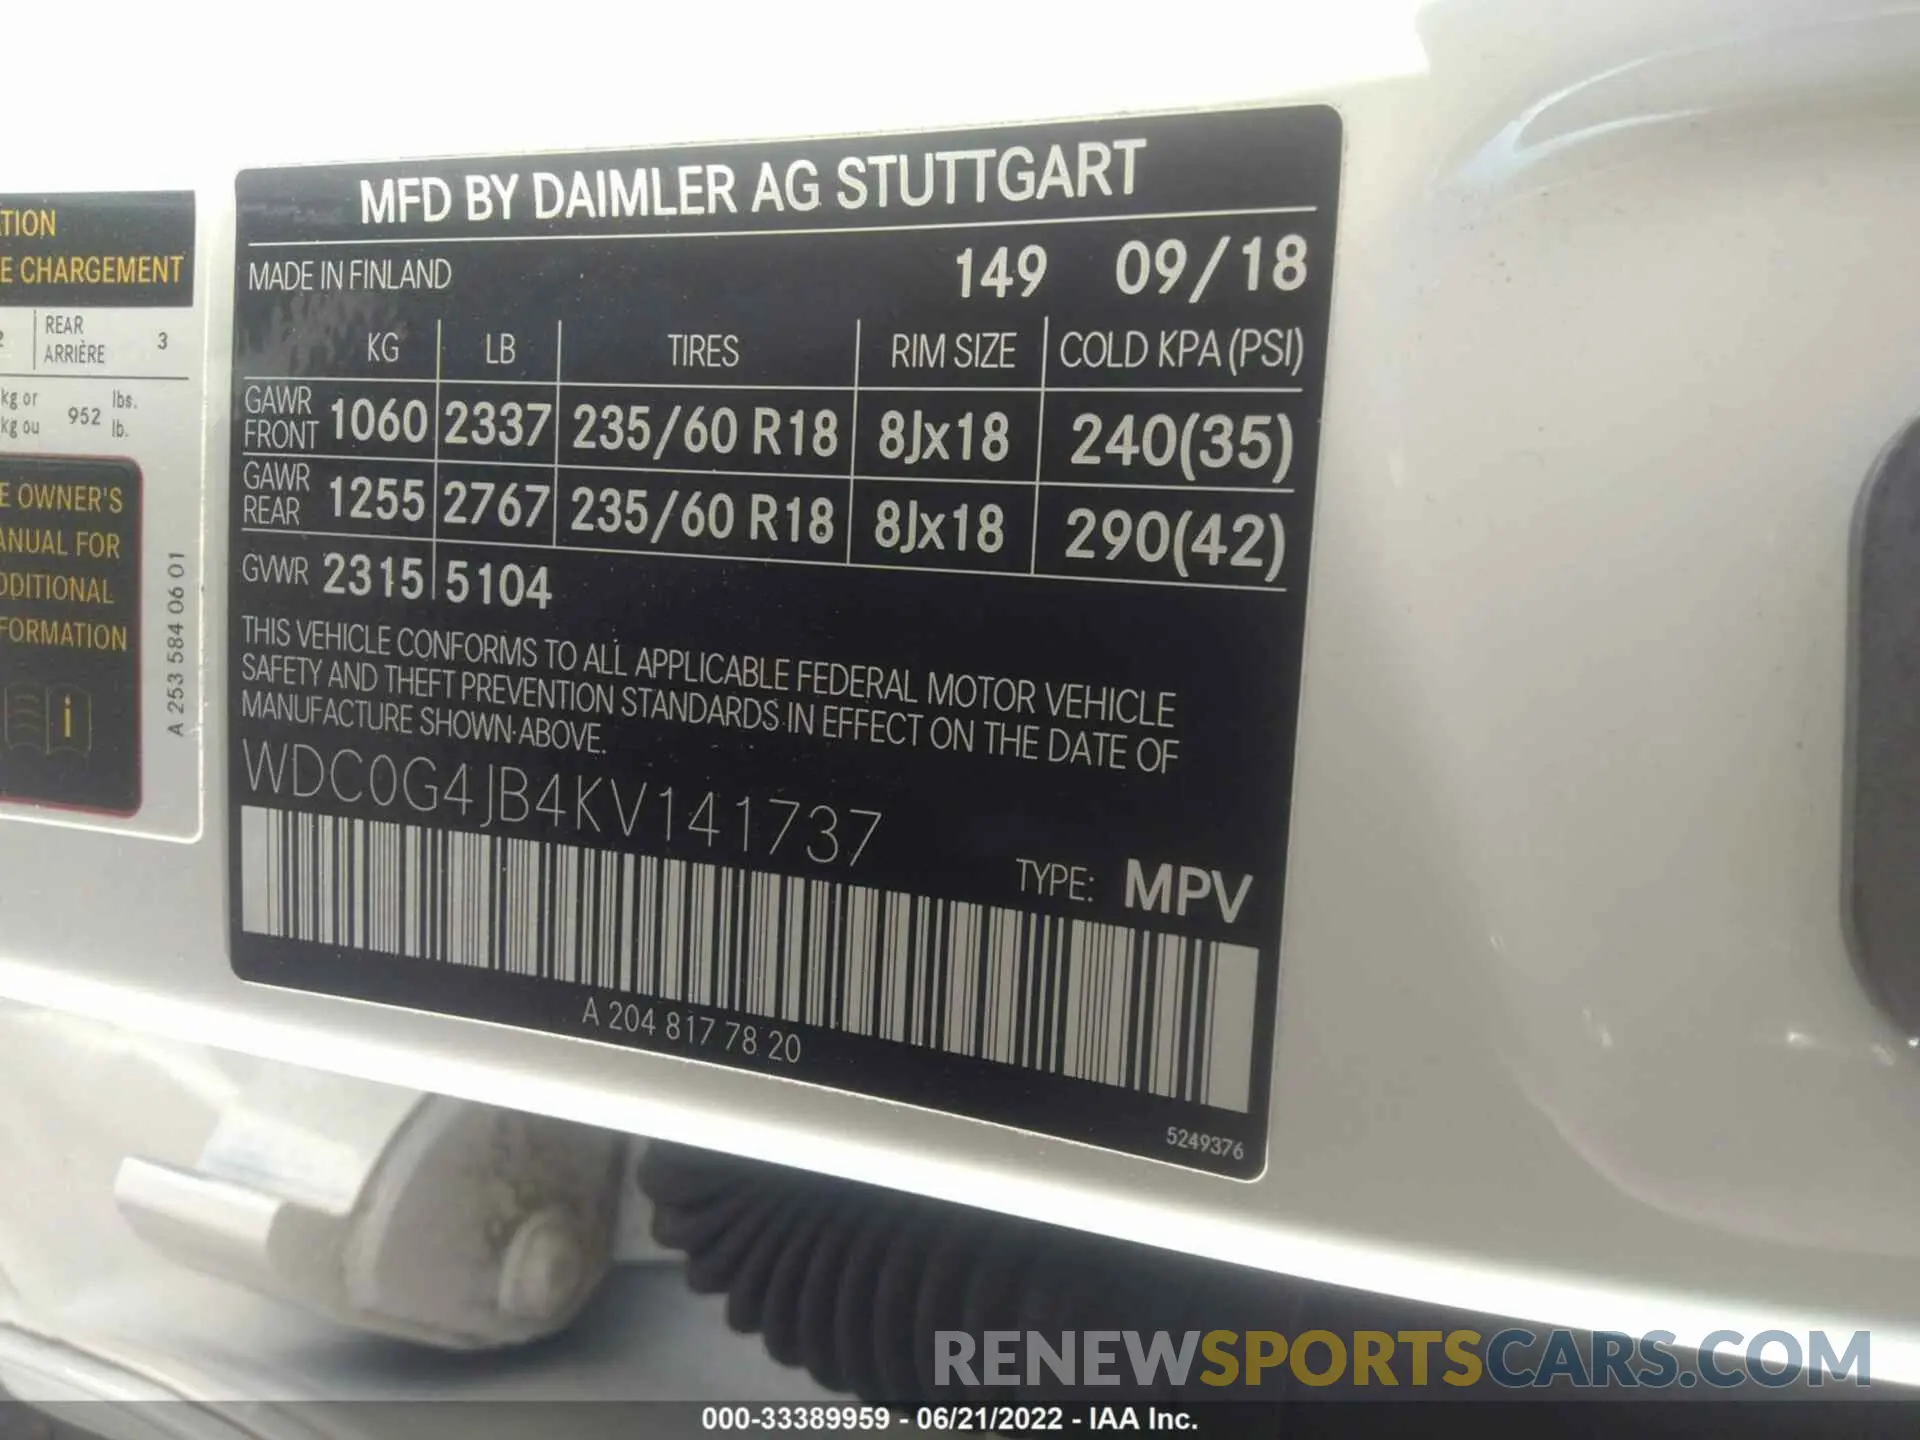 TION
E CHARGEMENT
REAR
ARRIÈRE 3
kg or
kg ou 952 lbs.
lb.
E OWNER'S
ANUAL FOR
DDITIONAL
FORMATION
i
A 253 584 06 01
MFD BY DAIMLER AG STUTTGART
MADE IN FINLAND 149 09/18
KG LB TIRES RIM SIZE COLD KPA (PSI)
GAWR
FRONT 1060 2337 235/60 R18 8Jx18 240(35)
GAWR
REAR 1255 2767 235/60 R18 8Jx18 290(42)
GVWR 2315 5104
THIS VEHICLE CONFORMS TO ALL APPLICABLE FEDERAL MOTOR VEHICLE
SAFETY AND THEFT PREVENTION STANDARDS IN EFFECT ON THE DATE OF
MANUFACTURE SHOWN ABOVE.
WDC0G4JB4KV141737
TYPE: MPV
A 204 817 78 20
5249376
RENEWSPORTSCARS.COM
000-33389959 - 06/21/2022 - IAA Inc.